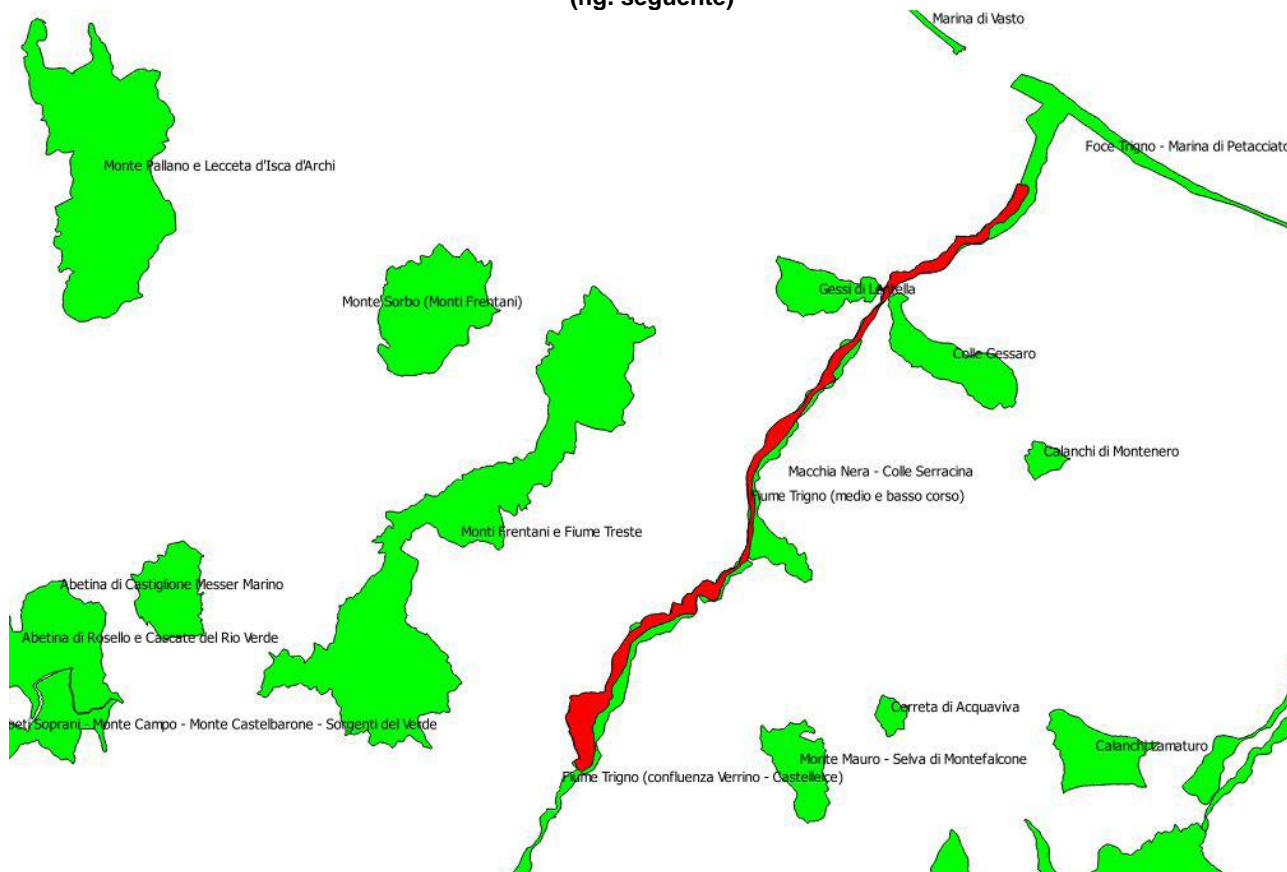 (fig. seguente)
Marina di Vasto
Foce Trigno - Marina di Petacciato
Monte Pallano e Lecceta d'Isca d'Archi
Gessi di Lentella
Monte Sorbo (Monti Frentani)
Colle Gessaro
Calanchi di Montenero
Macchia Nera - Colle Serracina
Fiume Trigno (medio e basso corso)
Monti Frentani e Fiume Treste
Abetina di Castiglione Messer Marino
Abetina di Rosello e Cascate del Rio Verde
Cerreta di Acquaviva
Soprani - Monte Campo - Monte Castelbarone - Sorgenti del Verde
Calanchi Lamaturo
Monte Mauro - Selva di Montefalcone
Fiume Trigno (confluenza Verrino - Castellelce)